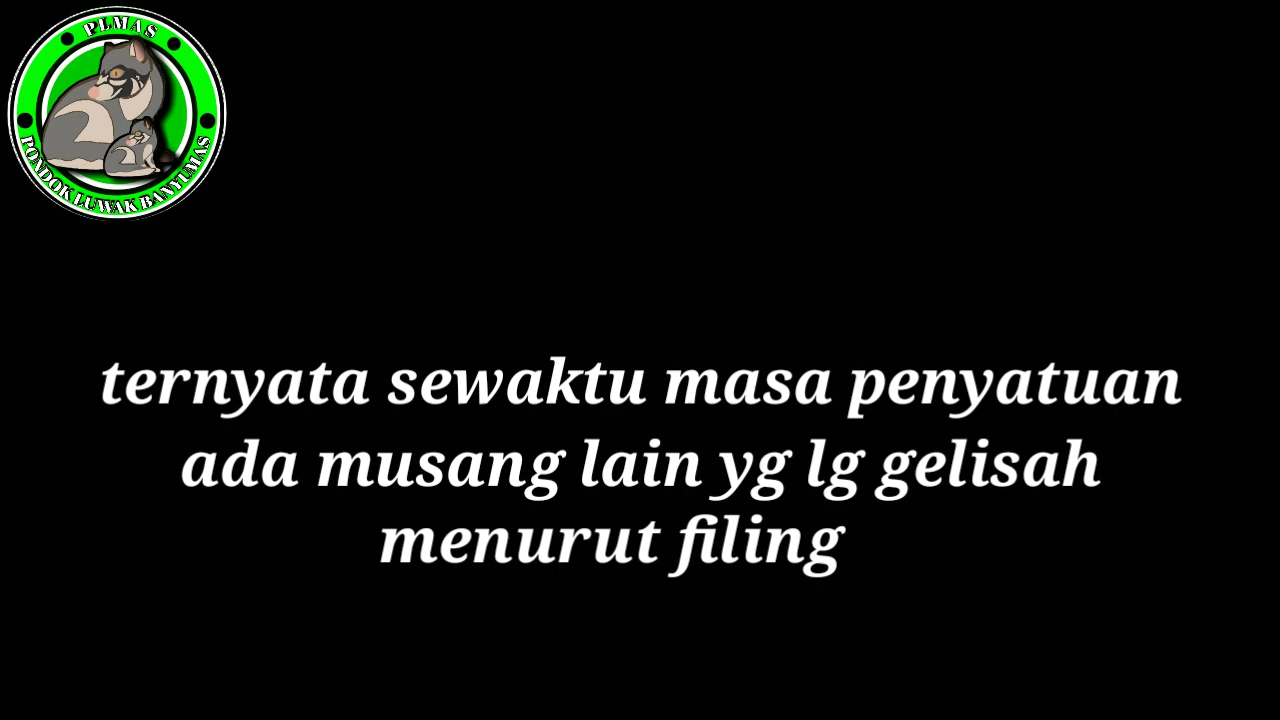 PLMAS
PONDOK LUWAK BANYUMAS
ternyata sewaktu masa penyatuan
ada musang lain yg lg gelisah
menurut filing